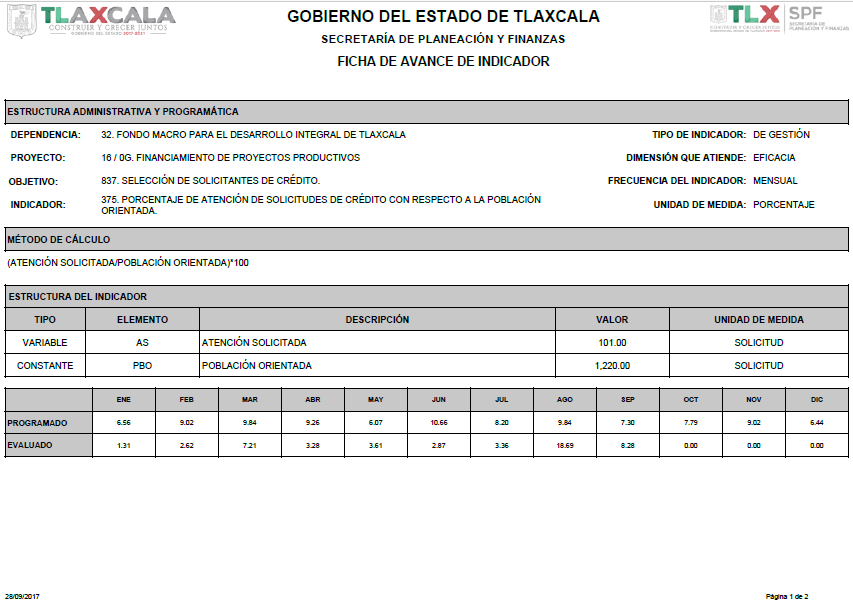 TLAXCALA
CONSTRUIR Y CRECER JUNTOS
GOBIERNO DEL ESTADO 2017-2021
GOBIERNO DEL ESTADO DE TLAXCALA
SECRETARÍA DE PLANEACIÓN Y FINANZAS
FICHA DE AVANCE DE INDICADOR
TLX
CONSTRUIR Y CRECER JUNTOS
SPF
SECRETARÍA DE
PLANEACIÓN Y FINANZAS
ESTRUCTURA ADMINISTRATIVA Y PROGRAMÁTICA
DEPENDENCIA: 32. FONDO MACRO PARA EL DESARROLLO INTEGRAL DE TLAXCALA TIPO DE INDICADOR: DE GESTIÓN
PROYECTO: 16 / 0G. FINANCIAMIENTO DE PROYECTOS PRODUCTIVOS DIMENSIÓN QUE ATIENDE: EFICACIA
OBJETIVO: 837. SELECCIÓN DE SOLICITANTES DE CRÉDITO. FRECUENCIA DEL INDICADOR: MENSUAL
INDICADOR: 375. PORCENTAJE DE ATENCIÓN DE SOLICITUDES DE CRÉDITO CON RESPECTO A LA POBLACIÓN
ORIENTADA. UNIDAD DE MEDIDA: PORCENTAJE
MÉTODO DE CÁLCULO
(ATENCIÓN SOLICITADA/POBLACIÓN ORIENTADA)*100
ESTRUCTURA DEL INDICADOR
TIPO ELEMENTO DESCRIPCIÓN VALOR UNIDAD DE MEDIDA
VARIABLE AS ATENCIÓN SOLICITADA 101.00 SOLICITUD
CONSTANTE PBO POBLACIÓN ORIENTADA 1,220.00 SOLICITUD
ENE FEB MAR ABR MAY JUN JUL AGO SEP OCT NOV DIC
PROGRAMADO 6.56 9.02 9.84 9.26 6.07 10.66 8.20 9.84 7.30 7.79 9.02 6.44
EVALUADO 1.31 2.62 7.21 3.28 3.61 2.87 3.36 18.69 8.28 0.00 0.00 0.00
28/09/2017 Página 1 de 2